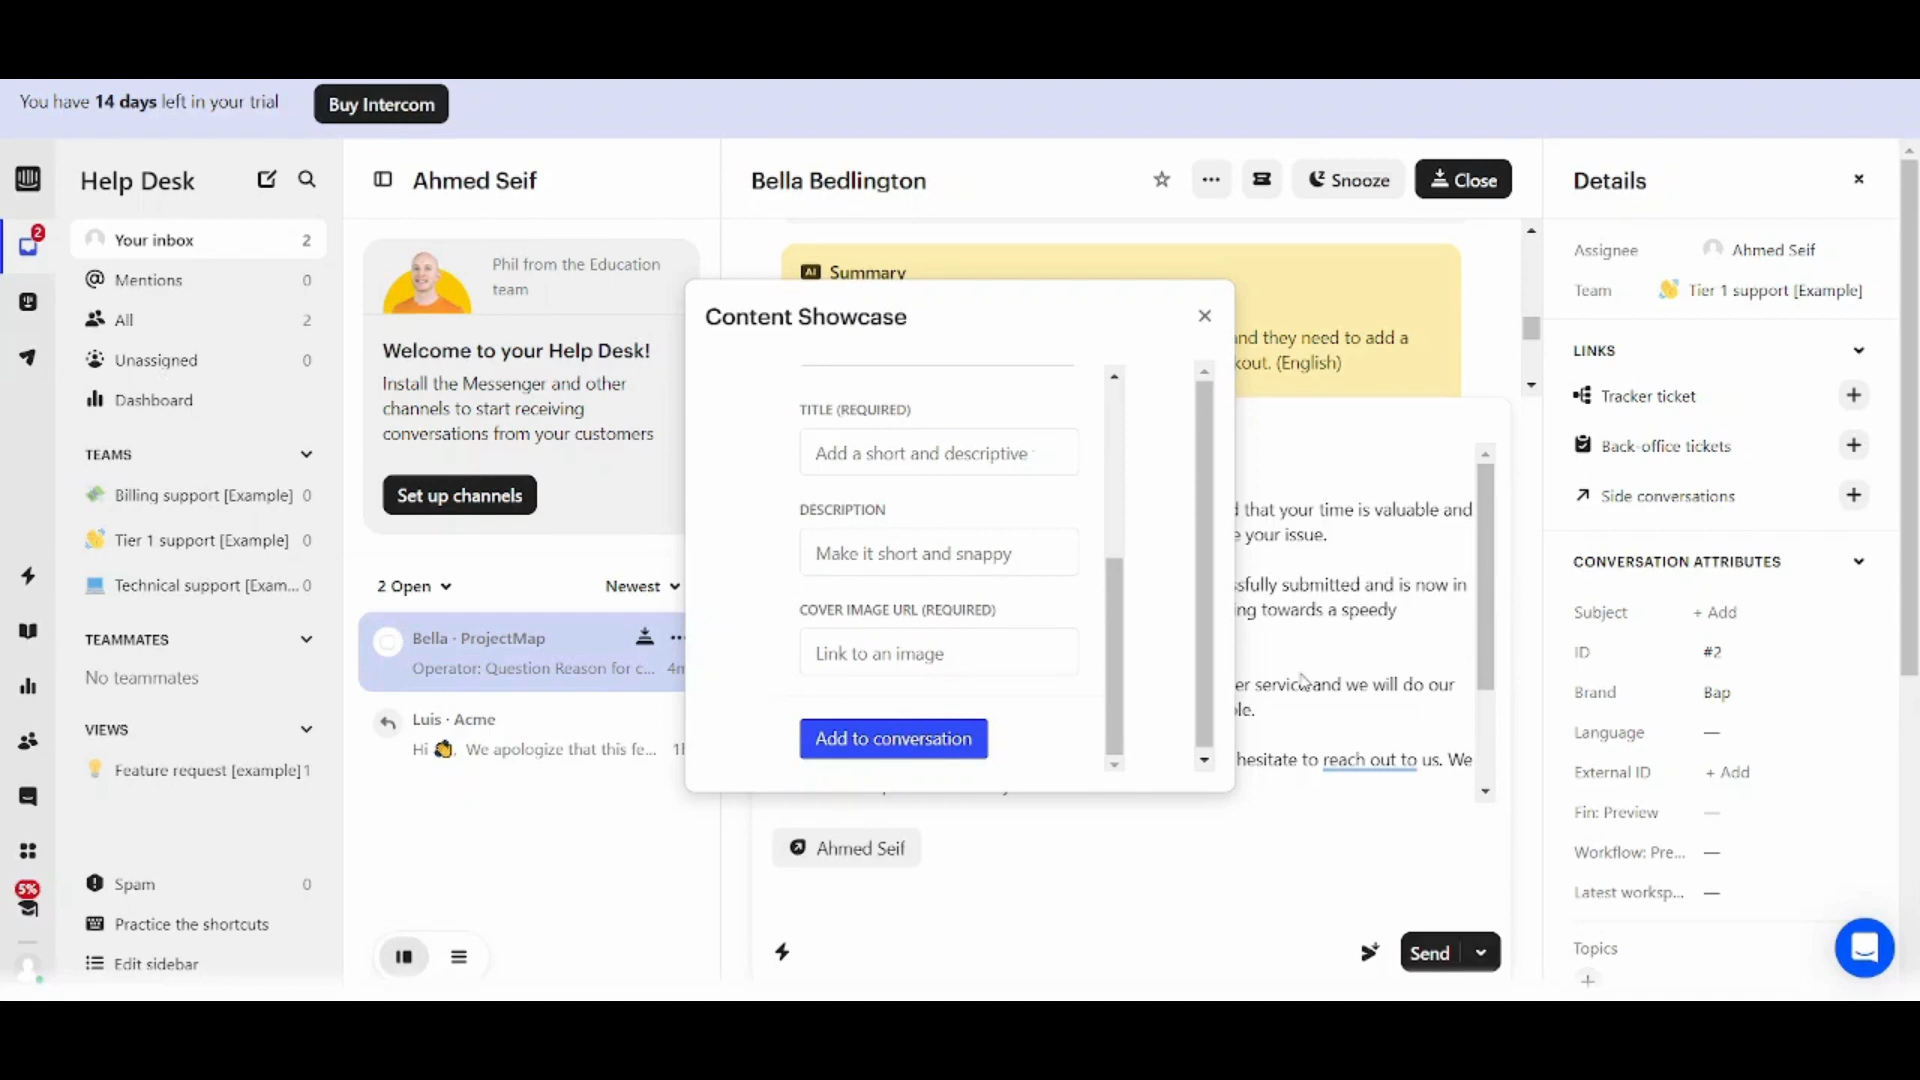 You have 14 days left in your trial
Buy Intercom
Help Desk
2
Your inbox 2
Mentions 0
All 2
Unassigned 0
Dashboard
TEAMS
Billing support [Example] 0
Tier 1 support [Example] 0
Technical support [Exam... 0
TEAMMATES
No teammates
VIEWS
Feature request [example] 1
5%
Spam 0
Practice the shortcuts
Edit sidebar
Ahmed Seif
Phil from the Education
team
Welcome to your Help Desk!
Install the Messenger and other
channels to start receiving
conversations from your customers
Set up channels
2 Open
Newest
Bella · ProjectMap
Operator: Question Reason for c... 4m
Luis · Acme
Hi 👋. We apologize that this fe...
Bella Bedlington
Snooze
Close
AI Summary
and they need to add a
kout. (English)
Content Showcase
TITLE (REQUIRED)
Add a short and descriptive
DESCRIPTION
Make it short and snappy
COVER IMAGE URL (REQUIRED)
Link to an image
Add to conversation
that your time is valuable and
e your issue.
ssfully submitted and is now in
ng towards a speedy
er service and we will do our
le.
hesitate to reach out to us. We
Ahmed Seif
Send
Details
Assignee Ahmed Seif
Team Tier 1 support [Example]
LINKS
Tracker ticket
Back-office tickets
Side conversations
CONVERSATION ATTRIBUTES
Subject + Add
ID #2
Brand Bap
Language —
External ID + Add
Fin: Preview —
Workflow: Pre... —
Latest worksp... —
Topics
+